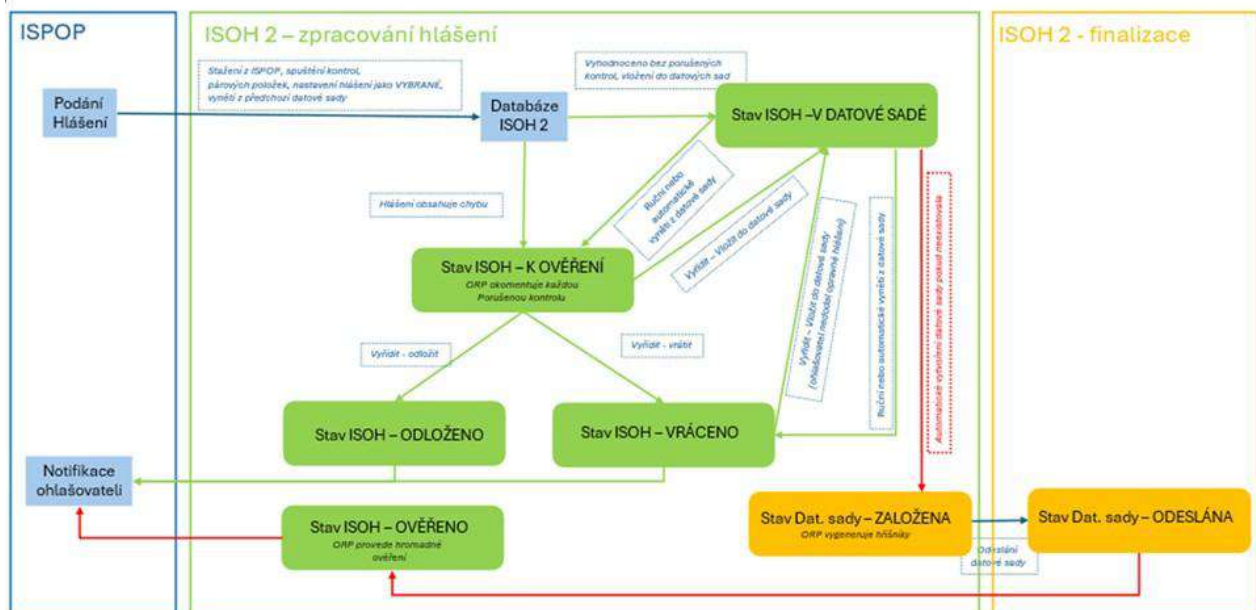 ISPOP
ISOH 2 – zpracování hlášení
ISOH 2 - finalizace
Stažení z ISPOP, spuštění kontrol,
párových položek, nastavení hlášení jako VYBRANÉ,
vynětí z předchozí datové sady
Vyhodnoceno bez porušených
kontrol, vložení do datových sad
Podání
Hlášení
Databáze
ISOH 2
Stav ISOH –V DATOVÉ SADĚ
Hlášení obsahuje chybu
Ruční nebo
automatické
vynětí z datové sady
Vyřídit – Vložit do datové sady
Vyřídit – Vložit do datové sady
(ohlašovatel nedodal opravné hlášení)
Ruční nebo automatické vynětí z datové sady
Automatické vytvoření datové sady pokud neexistovala
Stav ISOH – K OVĚŘENÍ
ORP okomentuje každou
Porušenou kontrolu
Vyřídit - odložit
Vyřídit - vrátit
Stav ISOH – ODLOŽENO
Stav ISOH – VRÁCENO
Notifikace
ohlašovateli
Stav ISOH – OVĚŘENO
ORP provede hromadné
ověření
Stav Dat. sady – ZALOŽENA
ORP vygeneruje hříšníky
Stav Dat. sady – ODESLÁNA
Odeslání
datové sady